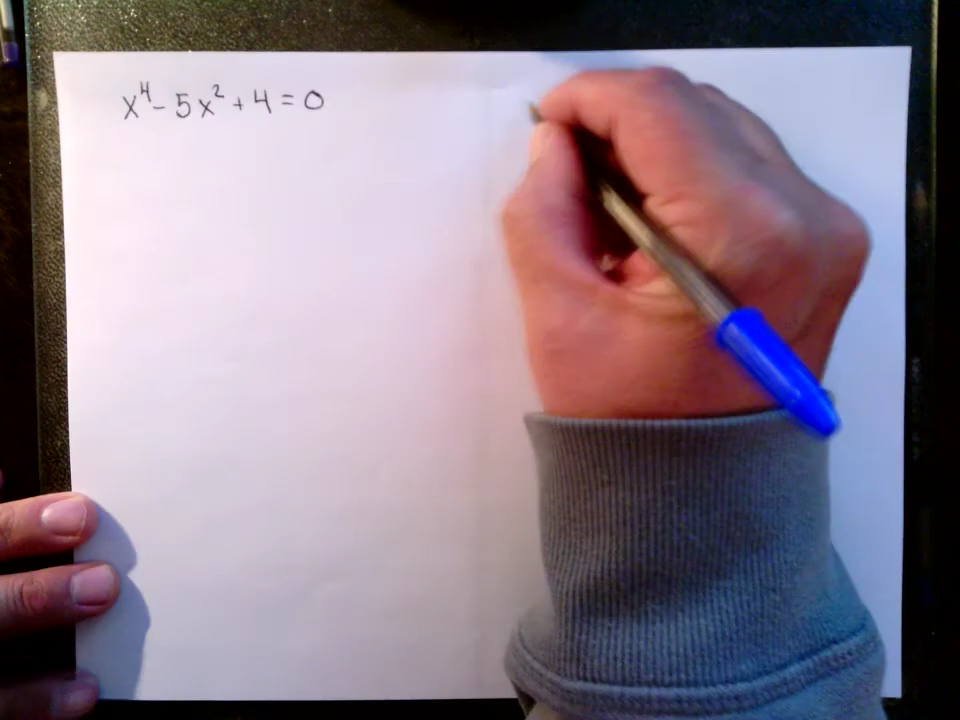 x⁴ - 5x² + 4 = 0